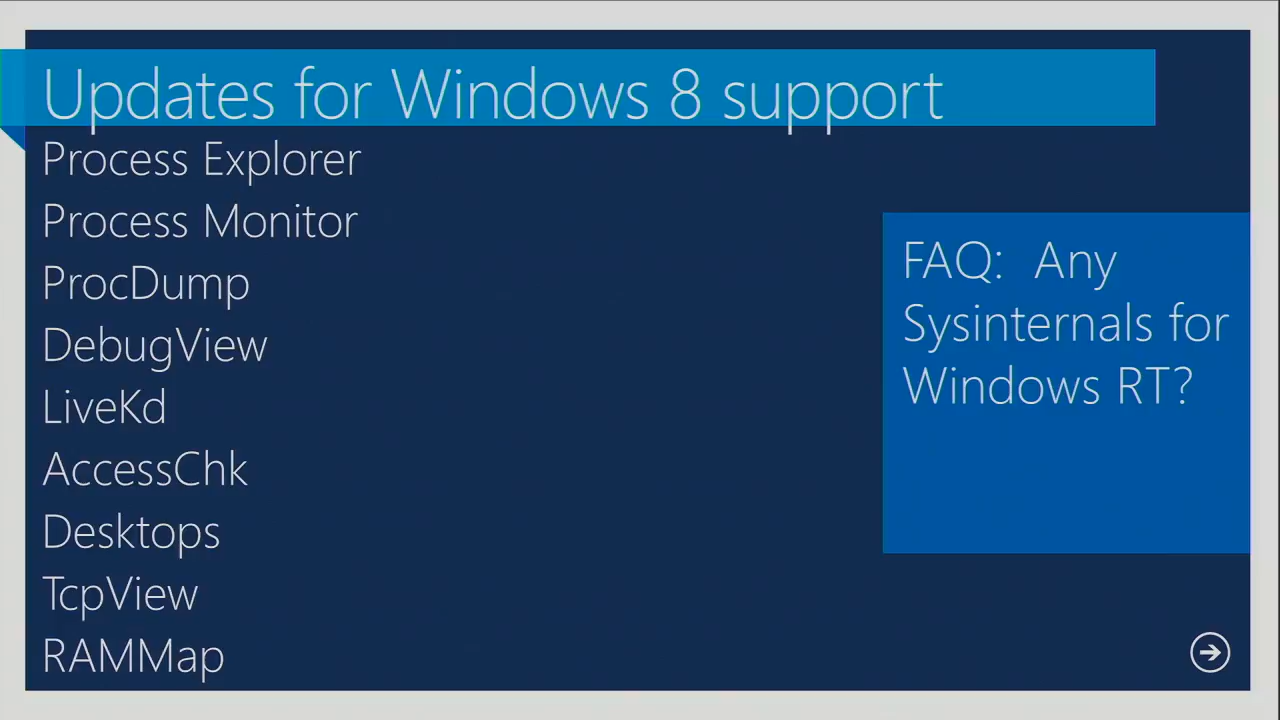 Updates for Windows 8 support
Process Explorer
Process Monitor
ProcDump
DebugView
LiveKd
AccessChk
Desktops
TcpView
RAMMap
FAQ: Any
Sysinternals for
Windows RT?